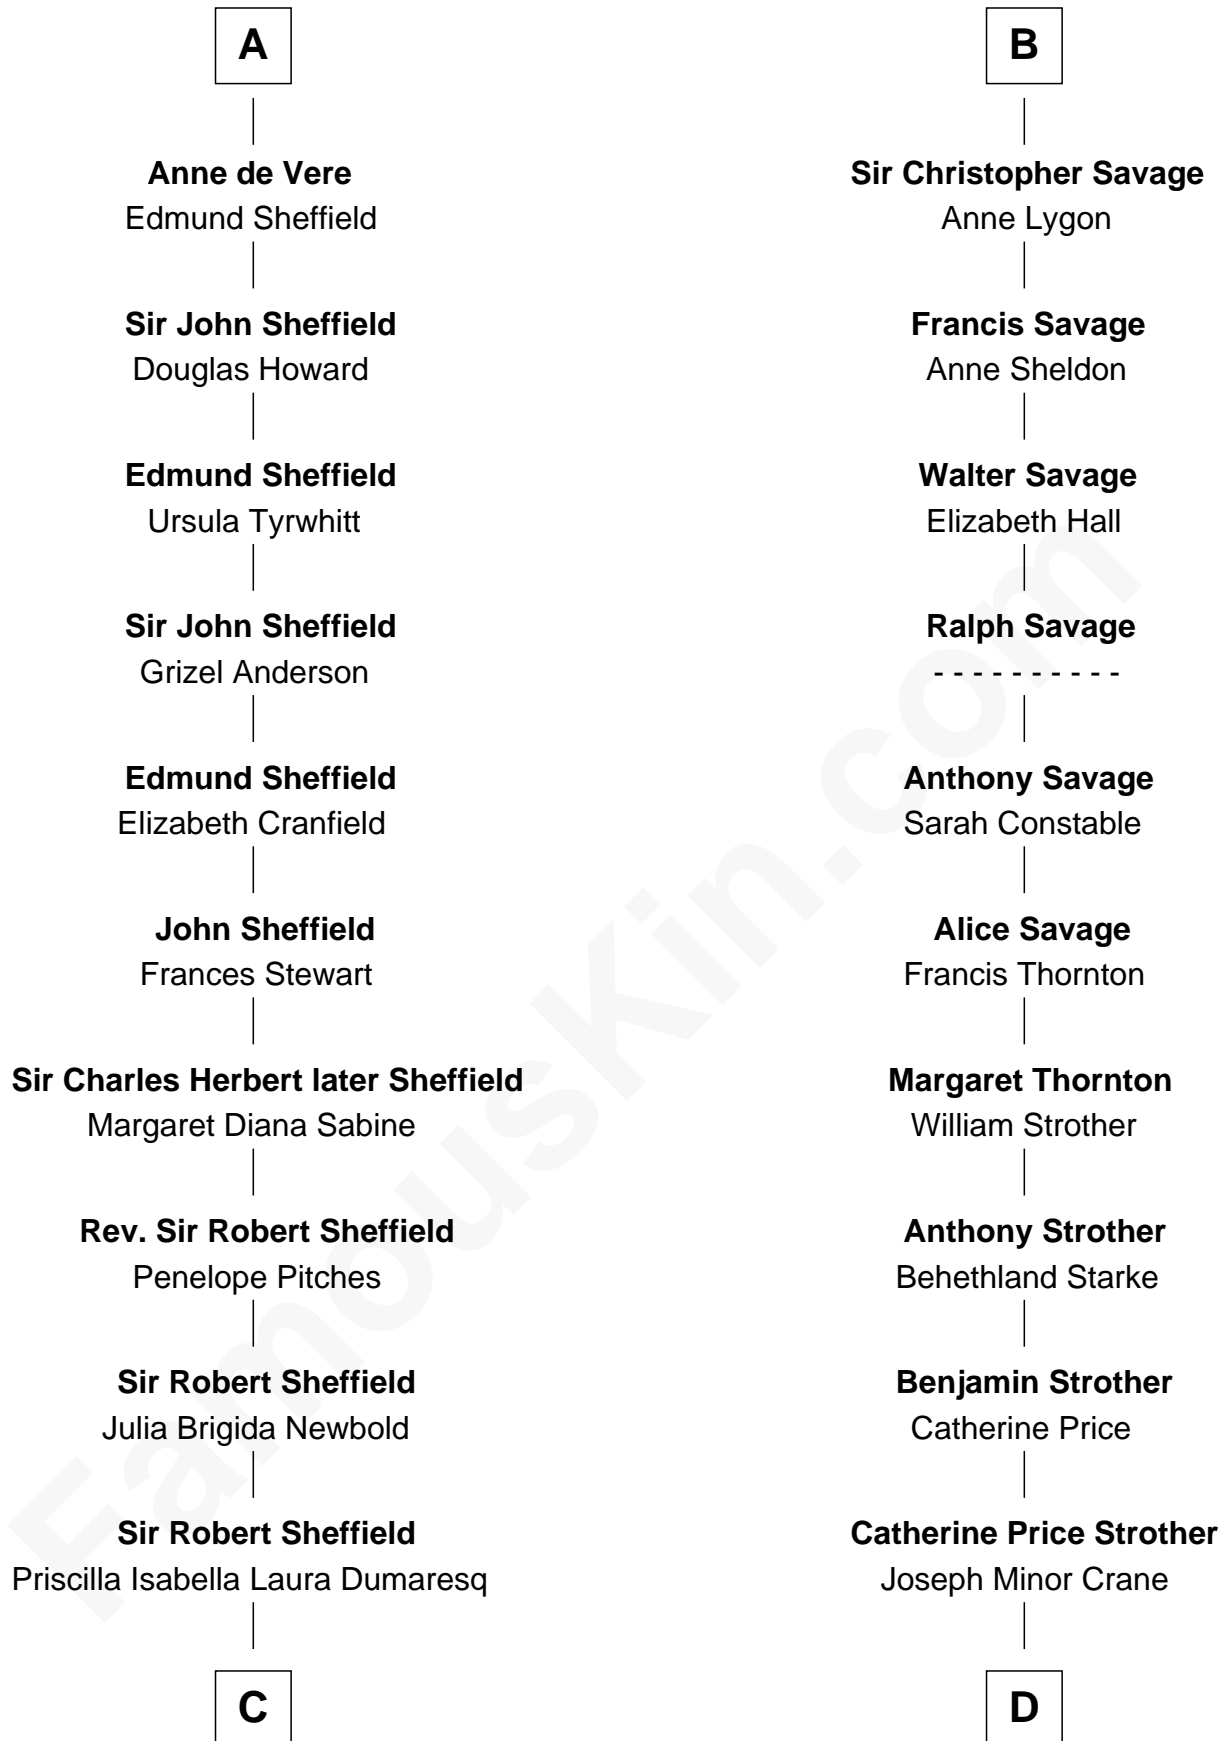 A
Anne de Vere
Edmund Sheffield
Sir John Sheffield
Douglas Howard
Edmund Sheffield
Ursula Tyrwhitt
Sir John Sheffield
Grizel Anderson
Edmund Sheffield
Elizabeth Cranfield
John Sheffield
Frances Stewart
Sir Charles Herbert later Sheffield
Margaret Diana Sabine
Rev. Sir Robert Sheffield
Penelope Pitches
Sir Robert Sheffield
Julia Brigida Newbold
Sir Robert Sheffield
Priscilla Isabella Laura Dumaresq
C
B
Sir Christopher Savage
Anne Lygon
Francis Savage
Anne Sheldon
Walter Savage
Elizabeth Hall
Ralph Savage
- - - - - - - - - -
Anthony Savage
Sarah Constable
Alice Savage
Francis Thornton
Margaret Thornton
William Strother
Anthony Strother
Behethland Starke
Benjamin Strother
Catherine Price
Catherine Price Strother
Joseph Minor Crane
D
FamousKin.com